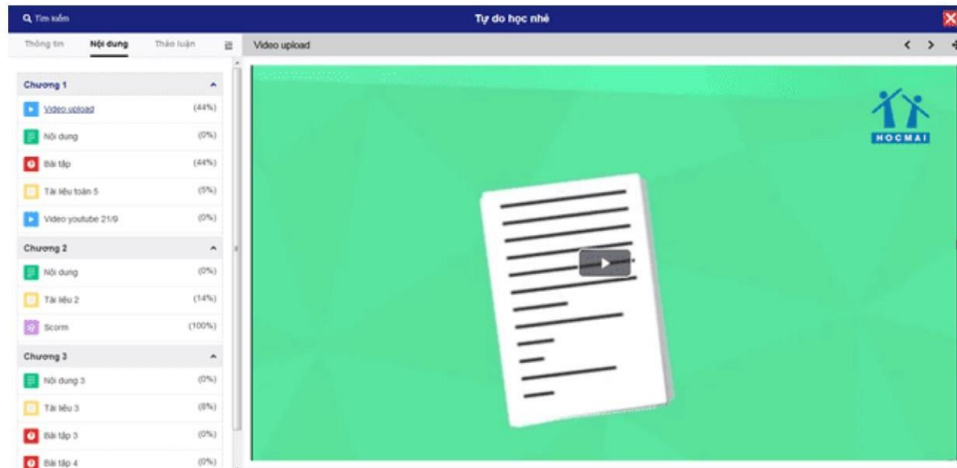 Tìm kiếm
Tự do học nhé
Thông tin
Nội dung
Thảo luận
Video upload
Chương 1
Video upload (44%)
Nội dung (0%)
Bài tập (44%)
Tài liệu toán 5 (5%)
Video youtube 21/9 (0%)
Chương 2
Nội dung (0%)
Tài liệu 2 (14%)
Scorm (100%)
Chương 3
Nội dung 3 (0%)
Tài liệu 3 (8%)
Bài tập 3 (0%)
Bài tập 4 (0%)
HOCMAI